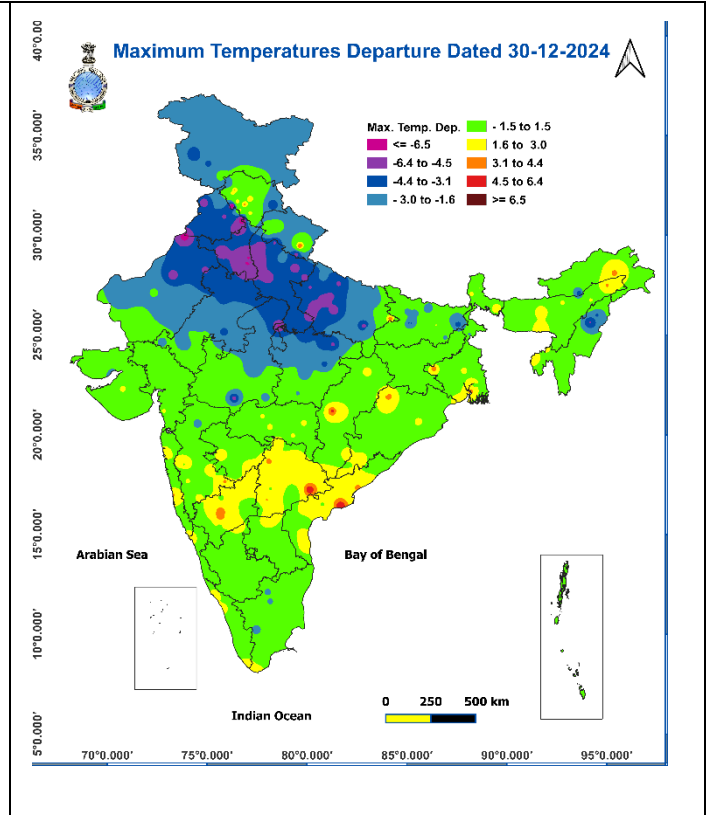 Maximum Temperatures Departure Dated 30-12-2024
Max. Temp. Dep.
<= -6.5
-6.4 to -4.5
-4.4 to -3.1
- 3.0 to -1.6
- 1.5 to 1.5
1.6 to 3.0
3.1 to 4.4
4.5 to 6.4
>= 6.5
40°0.00
35°0.000'
30°0.000'
25°0.000'
20°0.000'
15°0.000'
10°0.000'
5°0.000'
Arabian Sea
Bay of Bengal
Indian Ocean
0 250 500 km
70°0.000' 75°0.000' 80°0.000' 85°0.000' 90°0.000' 95°0.000'